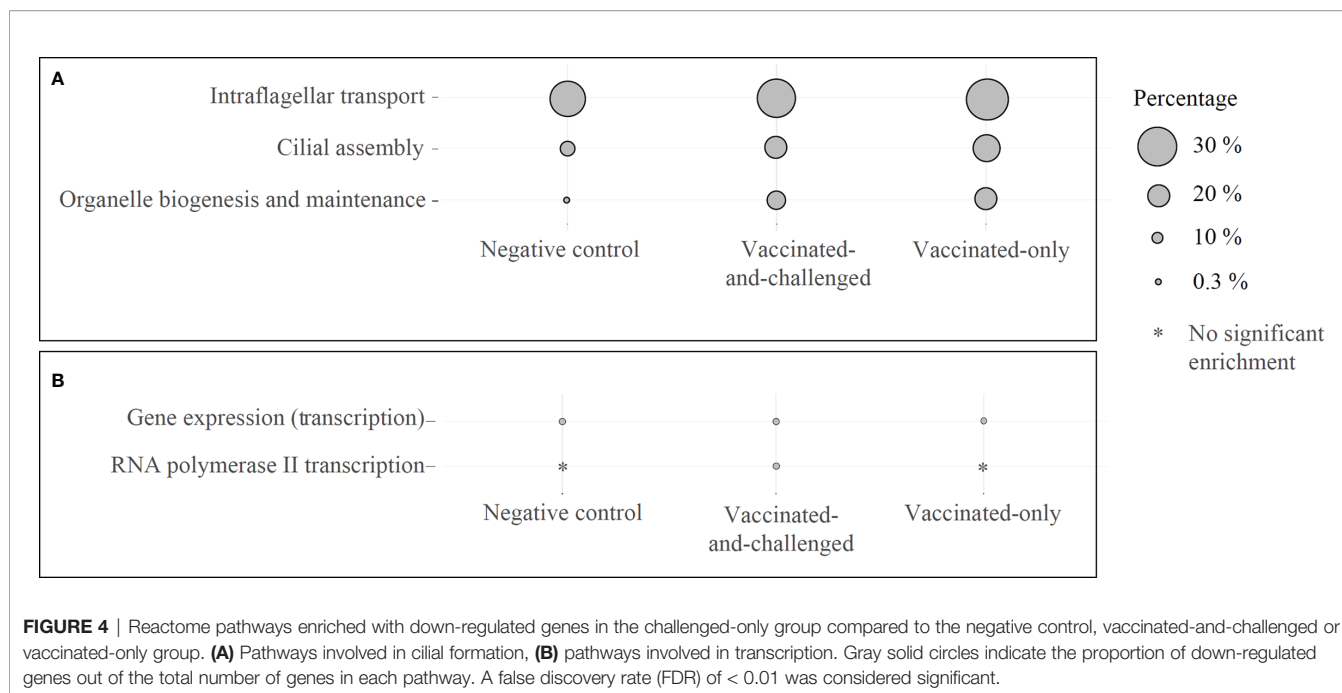 A
Intraflagellar transport
Cilial assembly
Organelle biogenesis and maintenance
Negative control
Vaccinated-
and-challenged
Vaccinated-only
Percentage
30 %
20 %
10 %
0.3 %
* No significant
enrichment
B
Gene expression (transcription)
RNA polymerase II transcription
*
*
Negative control
Vaccinated-
and-challenged
Vaccinated-only
FIGURE 4 | Reactome pathways enriched with down-regulated genes in the challenged-only group compared to the negative control, vaccinated-and-challenged or
vaccinated-only group. (A) Pathways involved in cilial formation, (B) pathways involved in transcription. Gray solid circles indicate the proportion of down-regulated
genes out of the total number of genes in each pathway. A false discovery rate (FDR) of < 0.01 was considered significant.